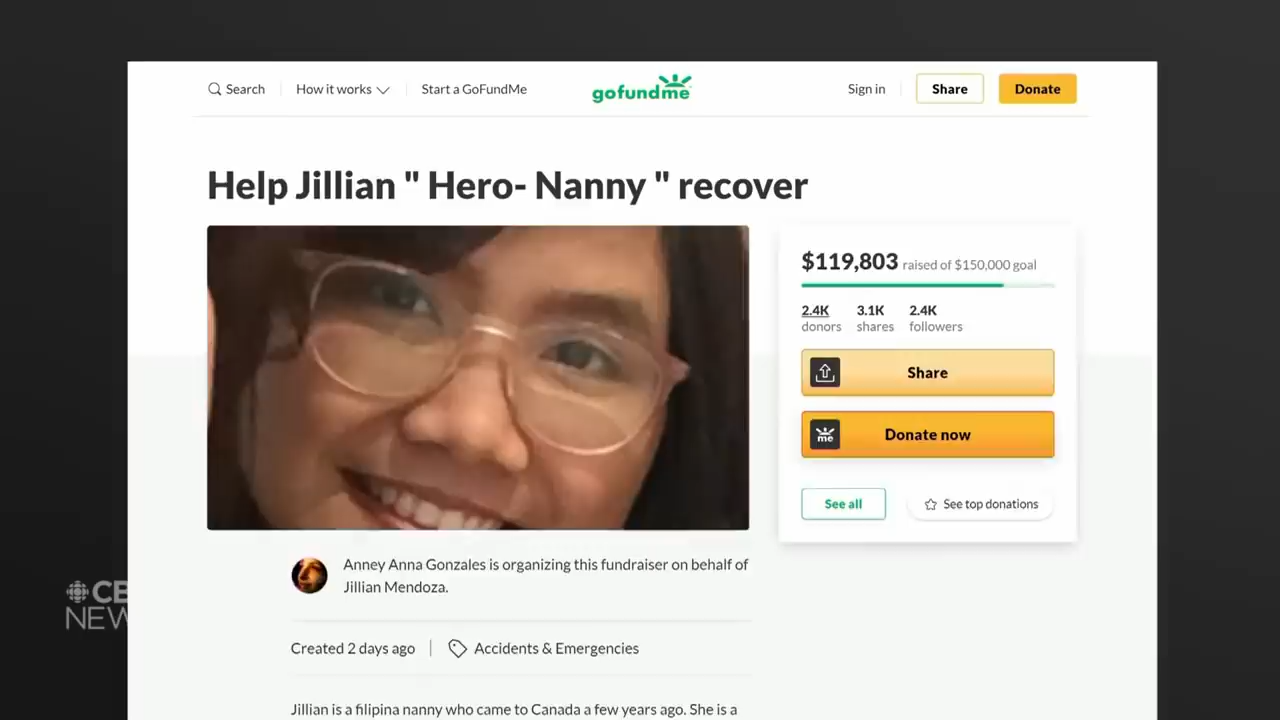 Search
How it works
Start a GoFundMe
gofundme
Sign in
Share
Donate
Help Jillian " Hero- Nanny " recover
$119,803 raised of $150,000 goal
2.4K 3.1K 2.4K
donors shares followers
Share
me Donate now
See all
See top donations
Anney Anna Gonzales is organizing this fundraiser on behalf of
Jillian Mendoza.
Created 2 days ago
Accidents & Emergencies
Jillian is a filipina nanny who came to Canada a few years ago. She is a
CB
NEW